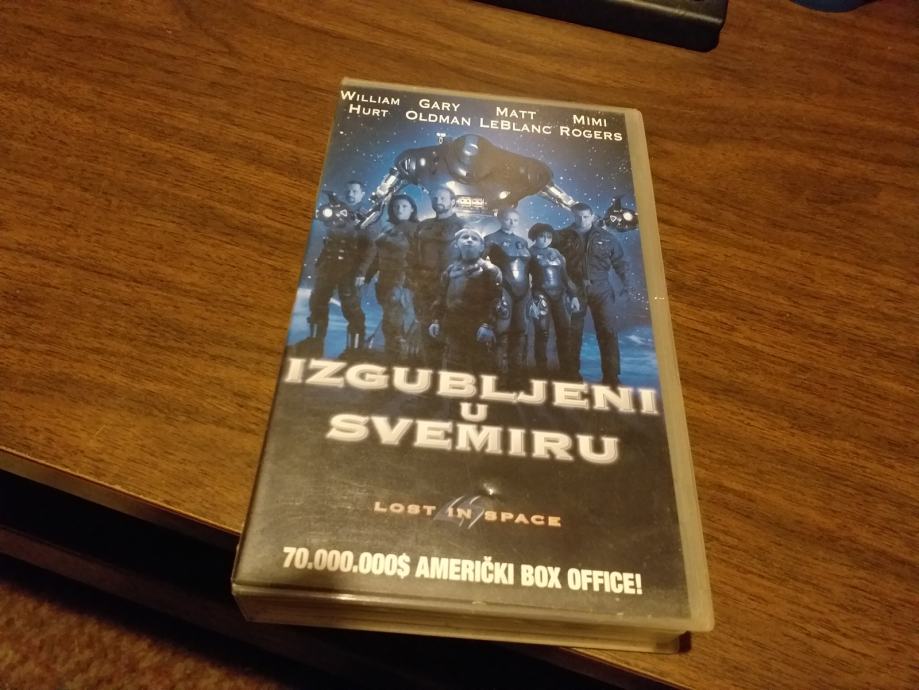 WILLIAM HURT
GARY OLDMAN
MATT LEBLANC
MIMI ROGERS
IZGUBLJENI
U
SVEMIRU
LOST IN SPACE
70.000.000$ AMERIČKI BOX OFFICE!